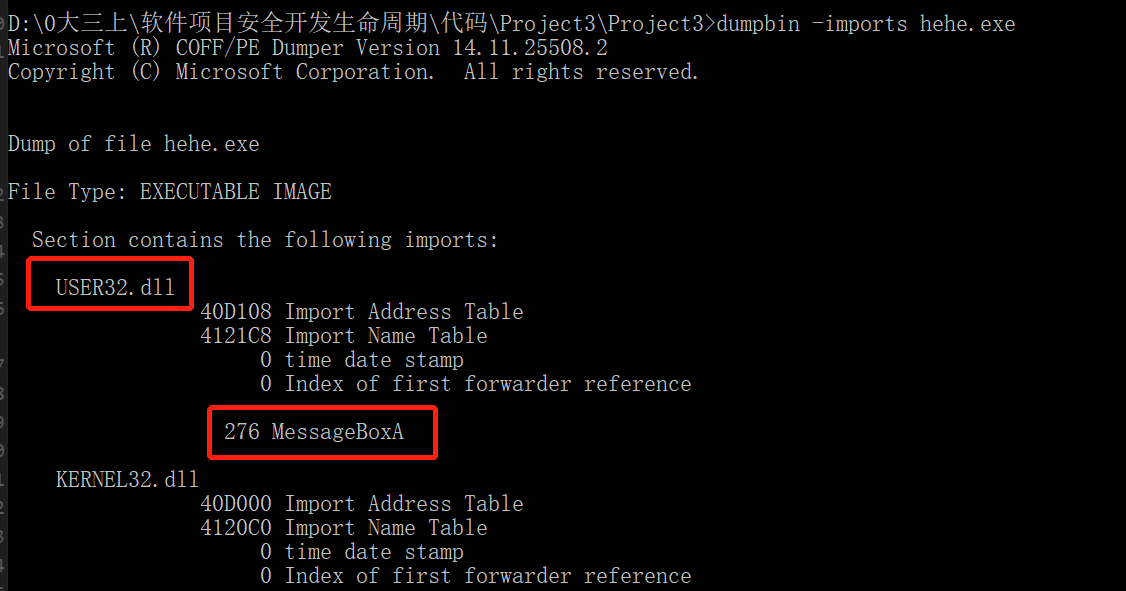 D:\0大三上\软件项目安全开发生命周期\代码\Project3\Project3>dumpbin -imports hehe.exe
Microsoft (R) COFF/PE Dumper Version 14.11.25508.2
Copyright (C) Microsoft Corporation.  All rights reserved.
Dump of file hehe.exe
File Type: EXECUTABLE IMAGE
Section contains the following imports:
USER32.dll
40D108 Import Address Table
4121C8 Import Name Table
0 time date stamp
0 Index of first forwarder reference
276 MessageBoxA
KERNEL32.dll
40D000 Import Address Table
4120C0 Import Name Table
0 time date stamp
0 Index of first forwarder reference